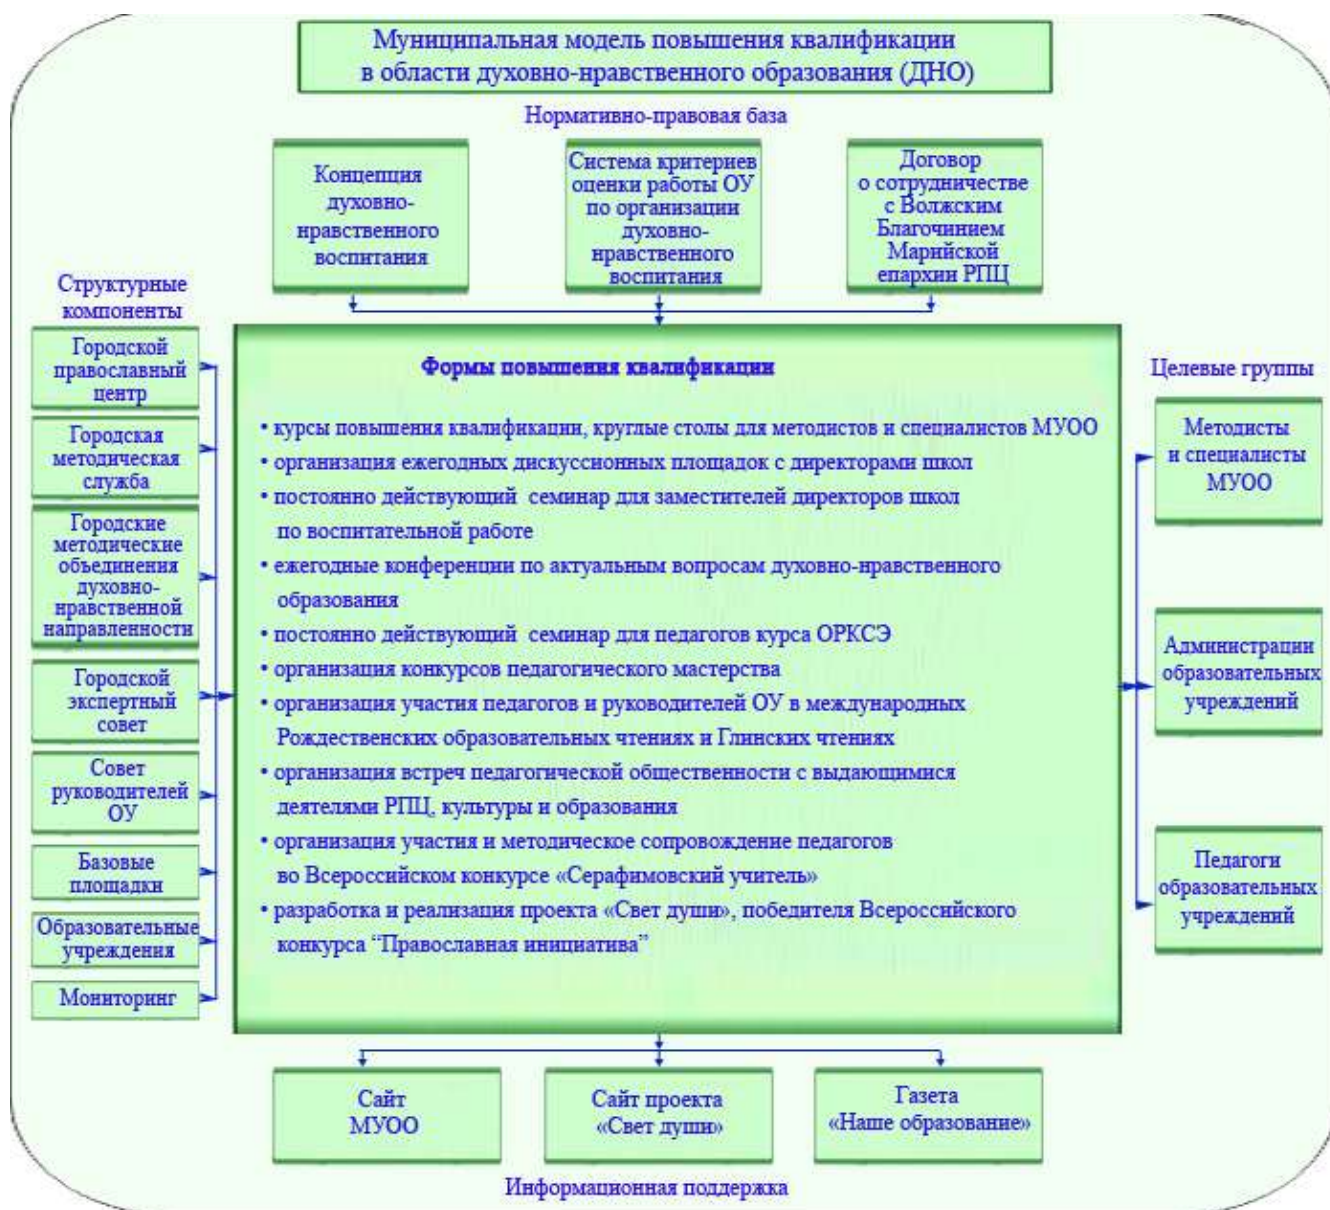 Муниципальная модель повышения квалификации
в области духовно-нравственного образования (ДНО)
Нормативно-правовая база
Концепция
духовно-
нравственного
воспитания
Система критериев
оценки работы ОУ
по организации
духовно-
нравственного
воспитания
Договор
о сотрудничестве
с Волжским
Благочинием
Марийской
епархии РПЦ
Структурные
компоненты
Городской
православный
центр
Городская
методическая
служба
Городские
методические
объединения
духовно-
нравственной
направленности
Городской
экспертный
совет
Совет
руководителей
ОУ
Базовые
площадки
Образовательные
учреждения
Мониторинг
Формы повышения квалификации
• курсы повышения квалификации, круглые столы для методистов и специалистов МУОО
• организация ежегодных дискуссионных площадок с директорами школ
• постоянно действующий семинар для заместителей директоров школ
по воспитательной работе
• ежегодные конференции по актуальным вопросам духовно-нравственного
образования
• постоянно действующий семинар для педагогов курса ОРКСЭ
• организация конкурсов педагогического мастерства
• организация участия педагогов и руководителей ОУ в международных
Рождественских образовательных чтениях и Глинских чтениях
• организация встреч педагогической общественности с выдающимися
деятелями РПЦ, культуры и образования
• организация участия и методическое сопровождение педагогов
во Всероссийском конкурсе «Серафимовский учитель»
• разработка и реализация проекта «Свет души», победителя Всероссийского
конкурса “Православная инициатива”
Целевые группы
Методисты
и специалисты
МУОО
Администрации
образовательных
учреждений
Педагоги
образовательных
учреждений
Сайт
МУОО
Сайт проекта
«Свет души»
Газета
«Наше образование»
Информационная поддержка